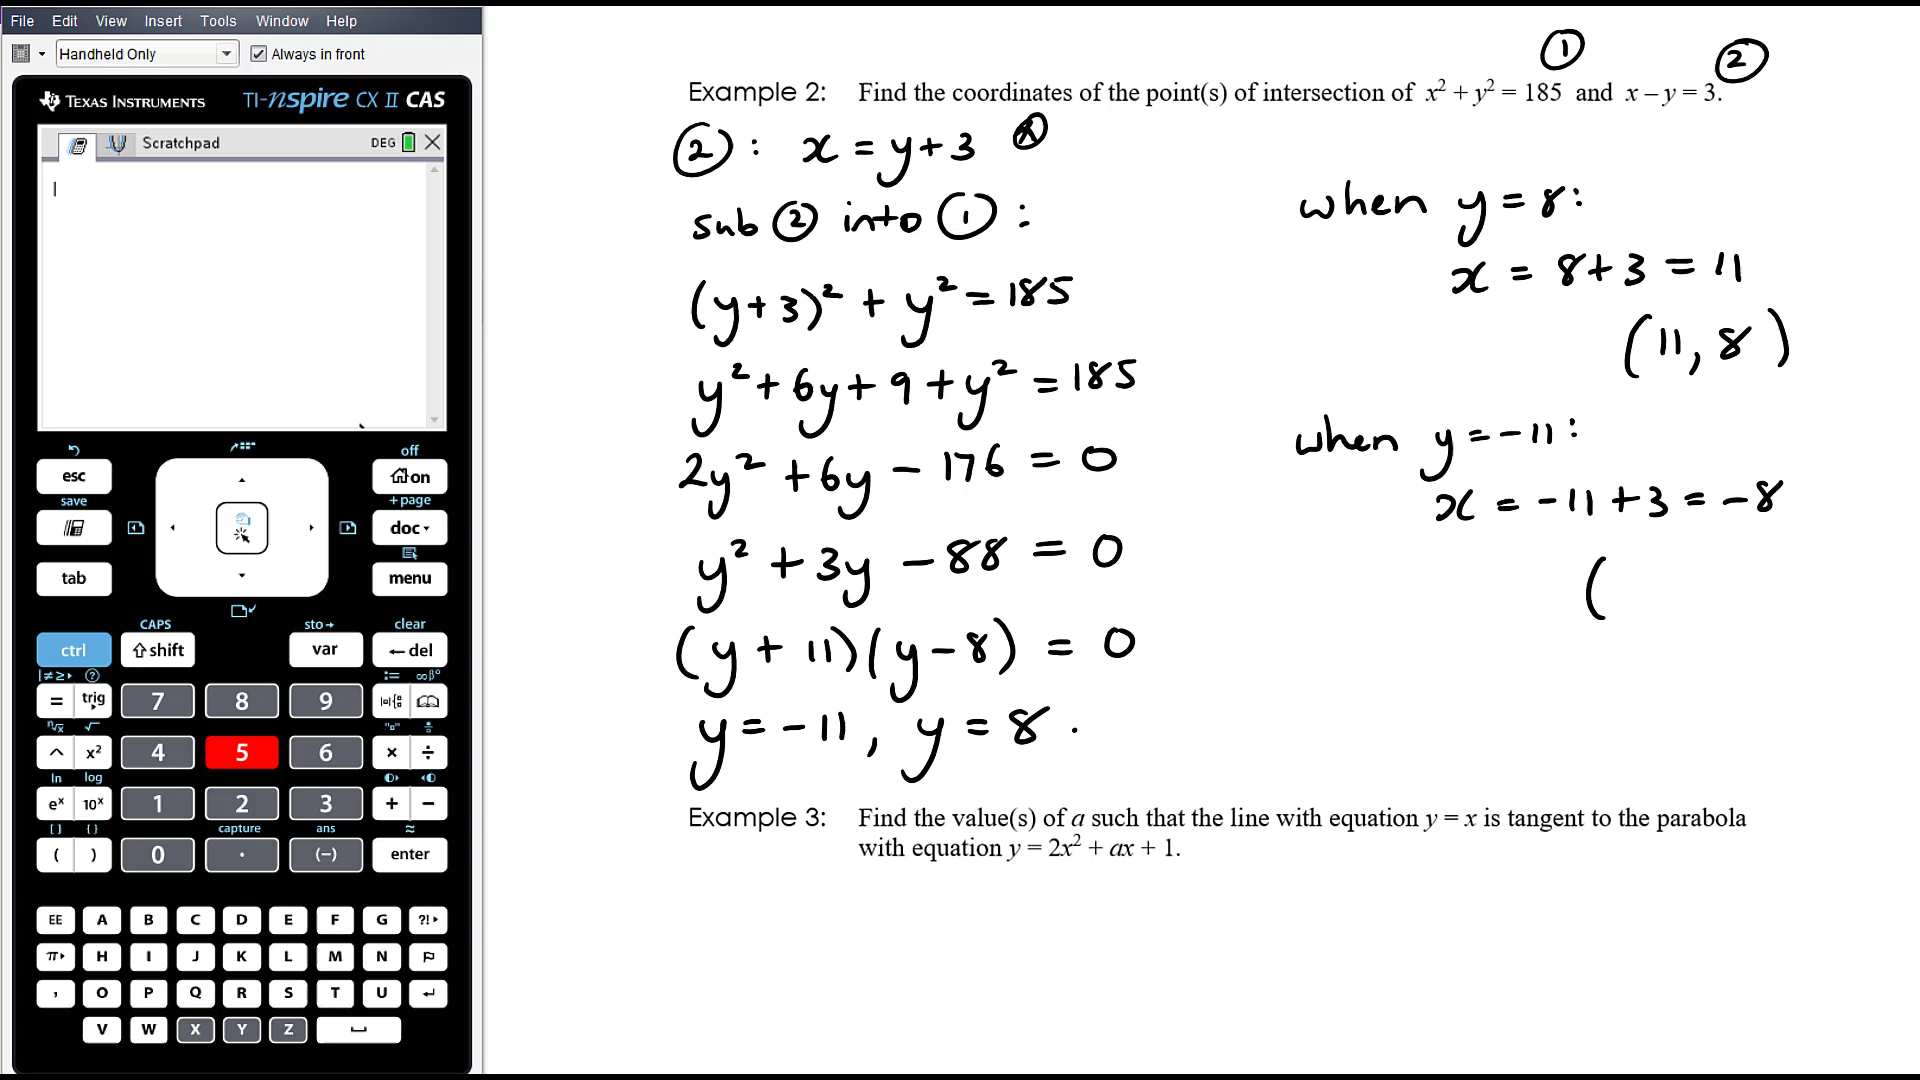 File Edit View Insert Tools Window Help
Handheld Only Always in front
TEXAS INSTRUMENTS TI-nspire CX II CAS
Scratchpad DEG
off
esc on
save + page
doc
tab menu
CAPS sto→ clear
ctrl ⇧shift var ←del
|≠≥▸ ? := ∞β°
= trig 7 8 9
ⁿ√x √ "▫" ▫/▫
^ x² 4 5 6 × ÷
ln log
eˣ 10ˣ 1 2 3 + −
[ ] { } capture ans ≈
( ) 0 . (−) enter
EE A B C D E F G ?!▸
π▸ H I J K L M N
, O P Q R S T U ↵
V W X Y Z
① ②
Example 2: Find the coordinates of the point(s) of intersection of x² + y² = 185 and x – y = 3.
② : x = y+3
sub ② into ① :
(y+3)² + y² = 185
y² + 6y + 9 + y² = 185
2y² + 6y − 176 = 0
y² + 3y − 88 = 0
(y + 11)(y − 8) = 0
y = −11, y = 8 .
when y = 8:
x = 8+3 = 11
(11, 8)
when y = −11:
x = −11 + 3 = −8
(
Example 3: Find the value(s) of a such that the line with equation y = x is tangent to the parabola
with equation y = 2x² + ax + 1.